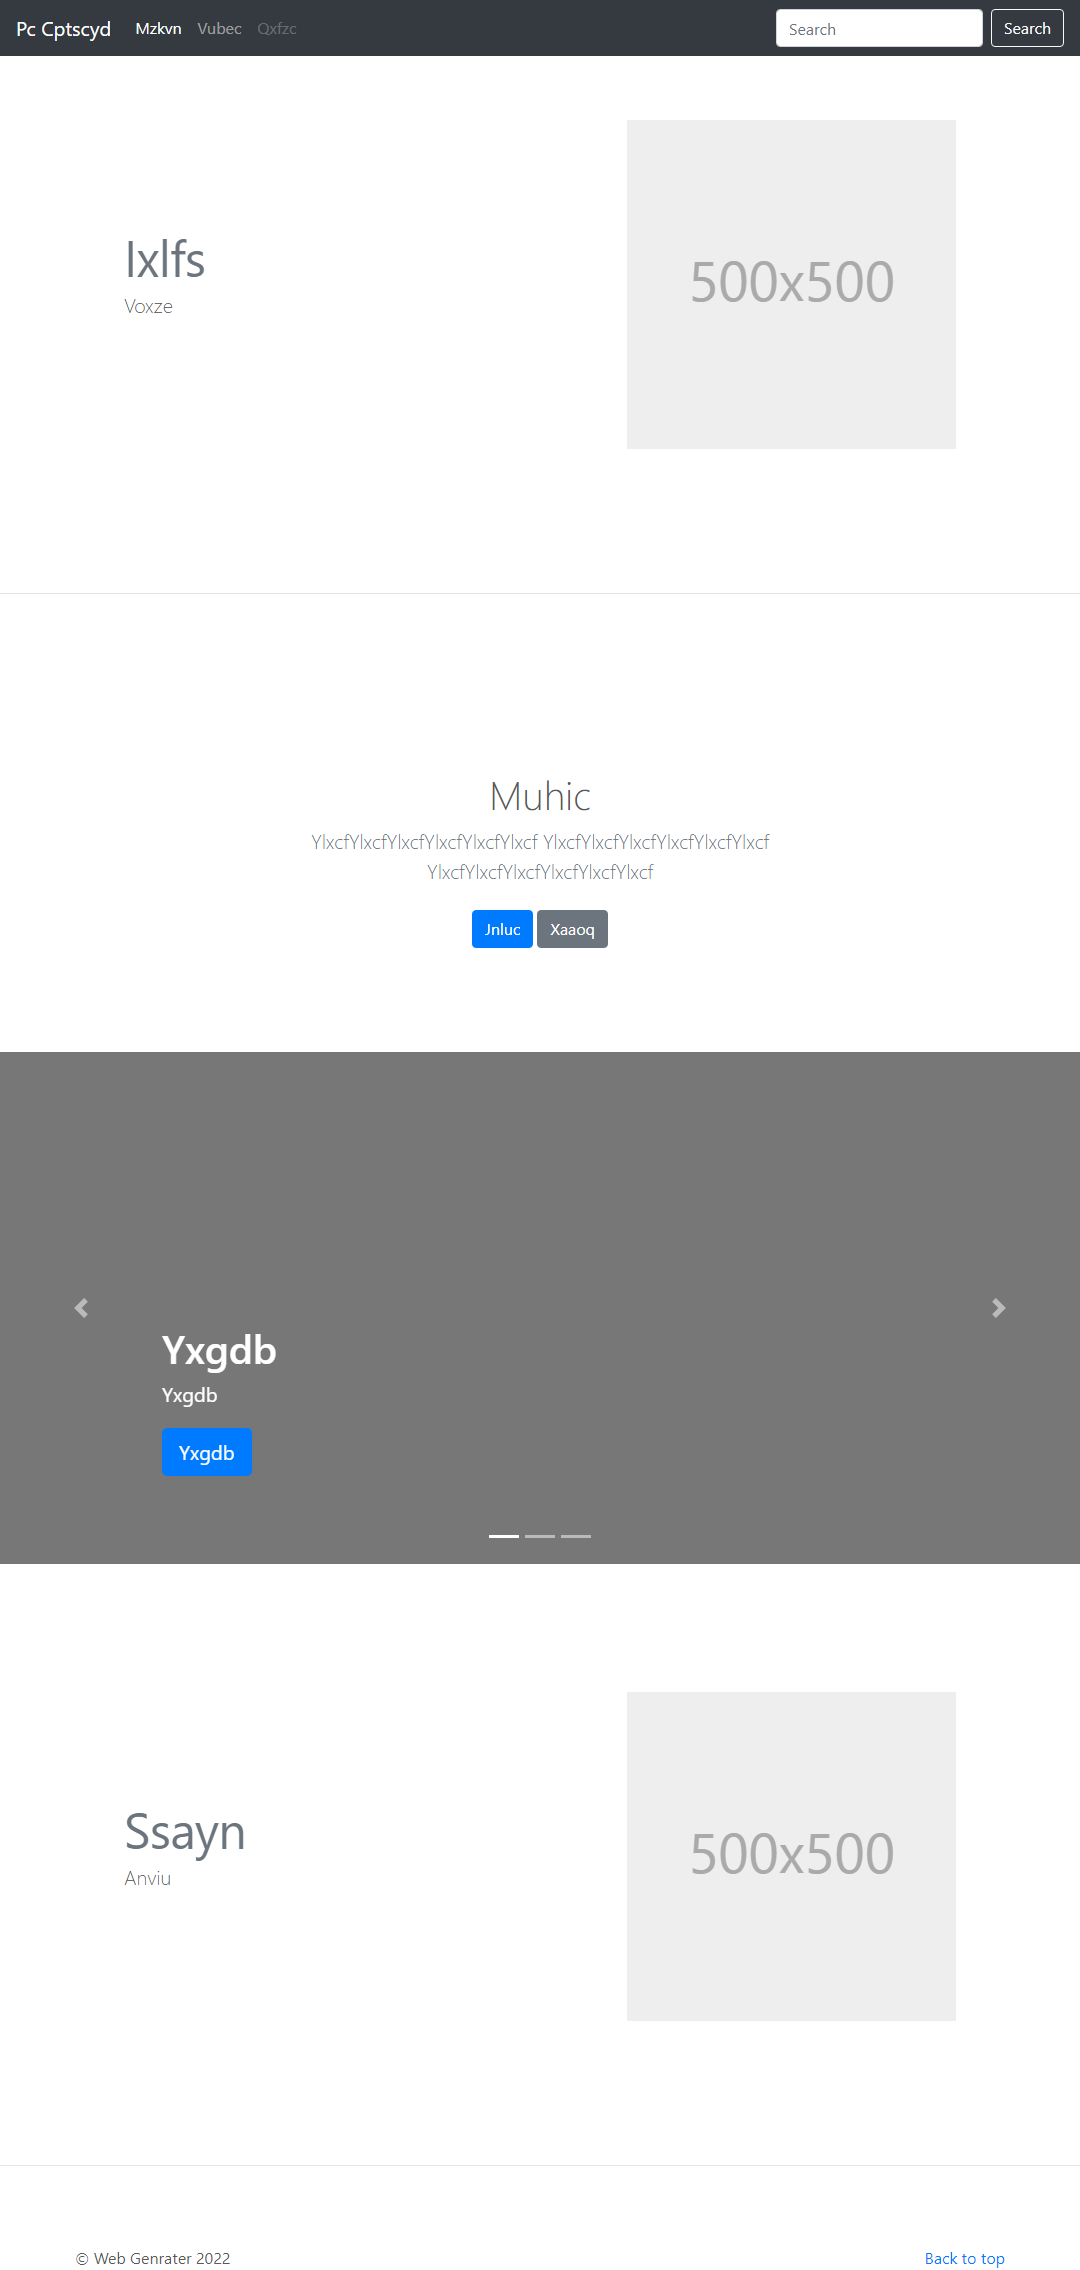 Pc Cptscyd Mzkvn Vubec Qxfzc Search Search
Ixlfs
Voxze
500x500
Muhic
YlxcfYlxcfYlxcfYlxcfYlxcfYlxcf YlxcfYlxcfYlxcfYlxcfYlxcfYlxcf
YlxcfYlxcfYlxcfYlxcfYlxcfYlxcf
Jnluc Xaaoq
Yxgdb
Yxgdb
Yxgdb
Ssayn
Anviu
500x500
© Web Genrater 2022 Back to top